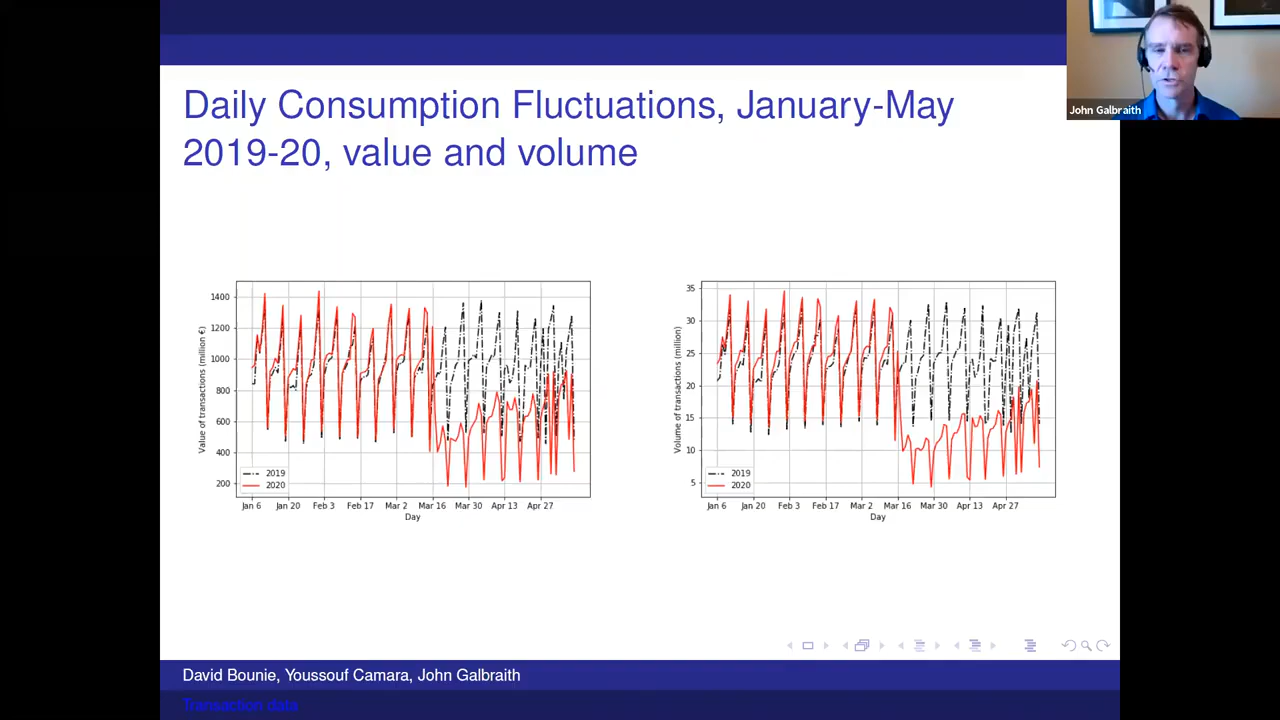 John Galbraith
Daily Consumption Fluctuations, January-May
2019-20, value and volume
Value of transactions (million €)
1400
1200
1000
800
600
400
200
2019
2020
Jan 6 Jan 20 Feb 3 Feb 17 Mar 2 Mar 16 Mar 30 Apr 13 Apr 27
Day
Volume of transactions (million)
35
30
25
20
15
10
5
2019
2020
Jan 6 Jan 20 Feb 3 Feb 17 Mar 2 Mar 16 Mar 30 Apr 13 Apr 27
Day
David Bounie, Youssouf Camara, John Galbraith
Transaction data